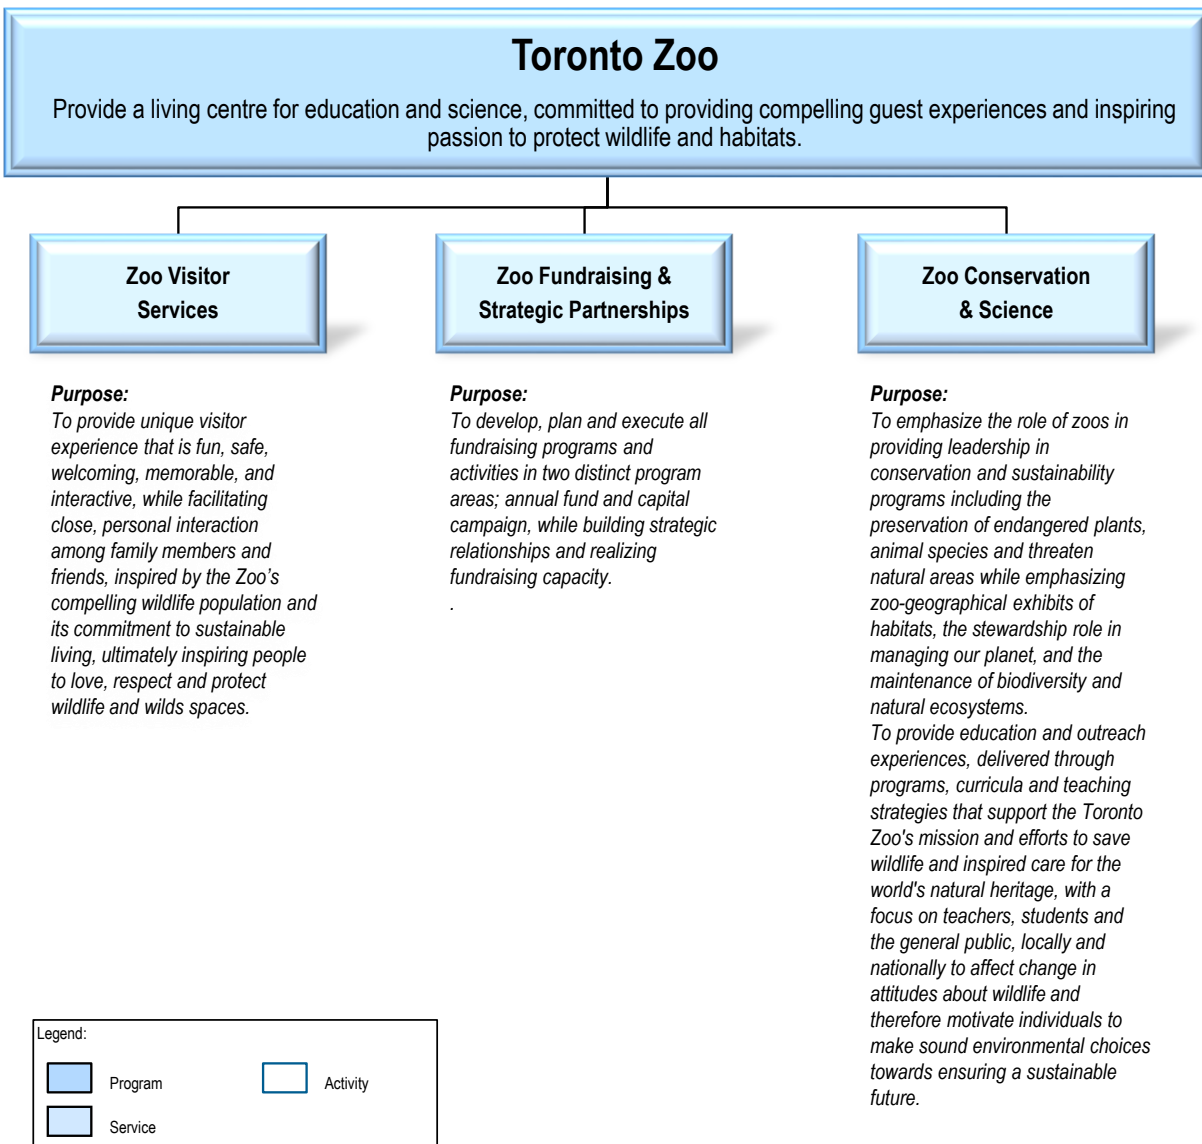 Toronto Zoo
Provide a living centre for education and science, committed to providing compelling guest experiences and inspiring
passion to protect wildlife and habitats.
Zoo Visitor
Services
Zoo Fundraising &
Strategic Partnerships
Zoo Conservation
& Science
Purpose:
To provide unique visitor
experience that is fun, safe,
welcoming, memorable, and
interactive, while facilitating
close, personal interaction
among family members and
friends, inspired by the Zoo’s
compelling wildlife population and
its commitment to sustainable
living, ultimately inspiring people
to love, respect and protect
wildlife and wilds spaces.
Purpose:
To develop, plan and execute all
fundraising programs and
activities in two distinct program
areas; annual fund and capital
campaign, while building strategic
relationships and realizing
fundraising capacity.
.
Purpose:
To emphasize the role of zoos in
providing leadership in
conservation and sustainability
programs including the
preservation of endangered plants,
animal species and threaten
natural areas while emphasizing
zoo-geographical exhibits of
habitats, the stewardship role in
managing our planet, and the
maintenance of biodiversity and
natural ecosystems.
To provide education and outreach
experiences, delivered through
programs, curricula and teaching
strategies that support the Toronto
Zoo's mission and efforts to save
wildlife and inspired care for the
world's natural heritage, with a
focus on teachers, students and
the general public, locally and
nationally to affect change in
attitudes about wildlife and
therefore motivate individuals to
make sound environmental choices
towards ensuring a sustainable
future.
Legend:
Program
Activity
Service